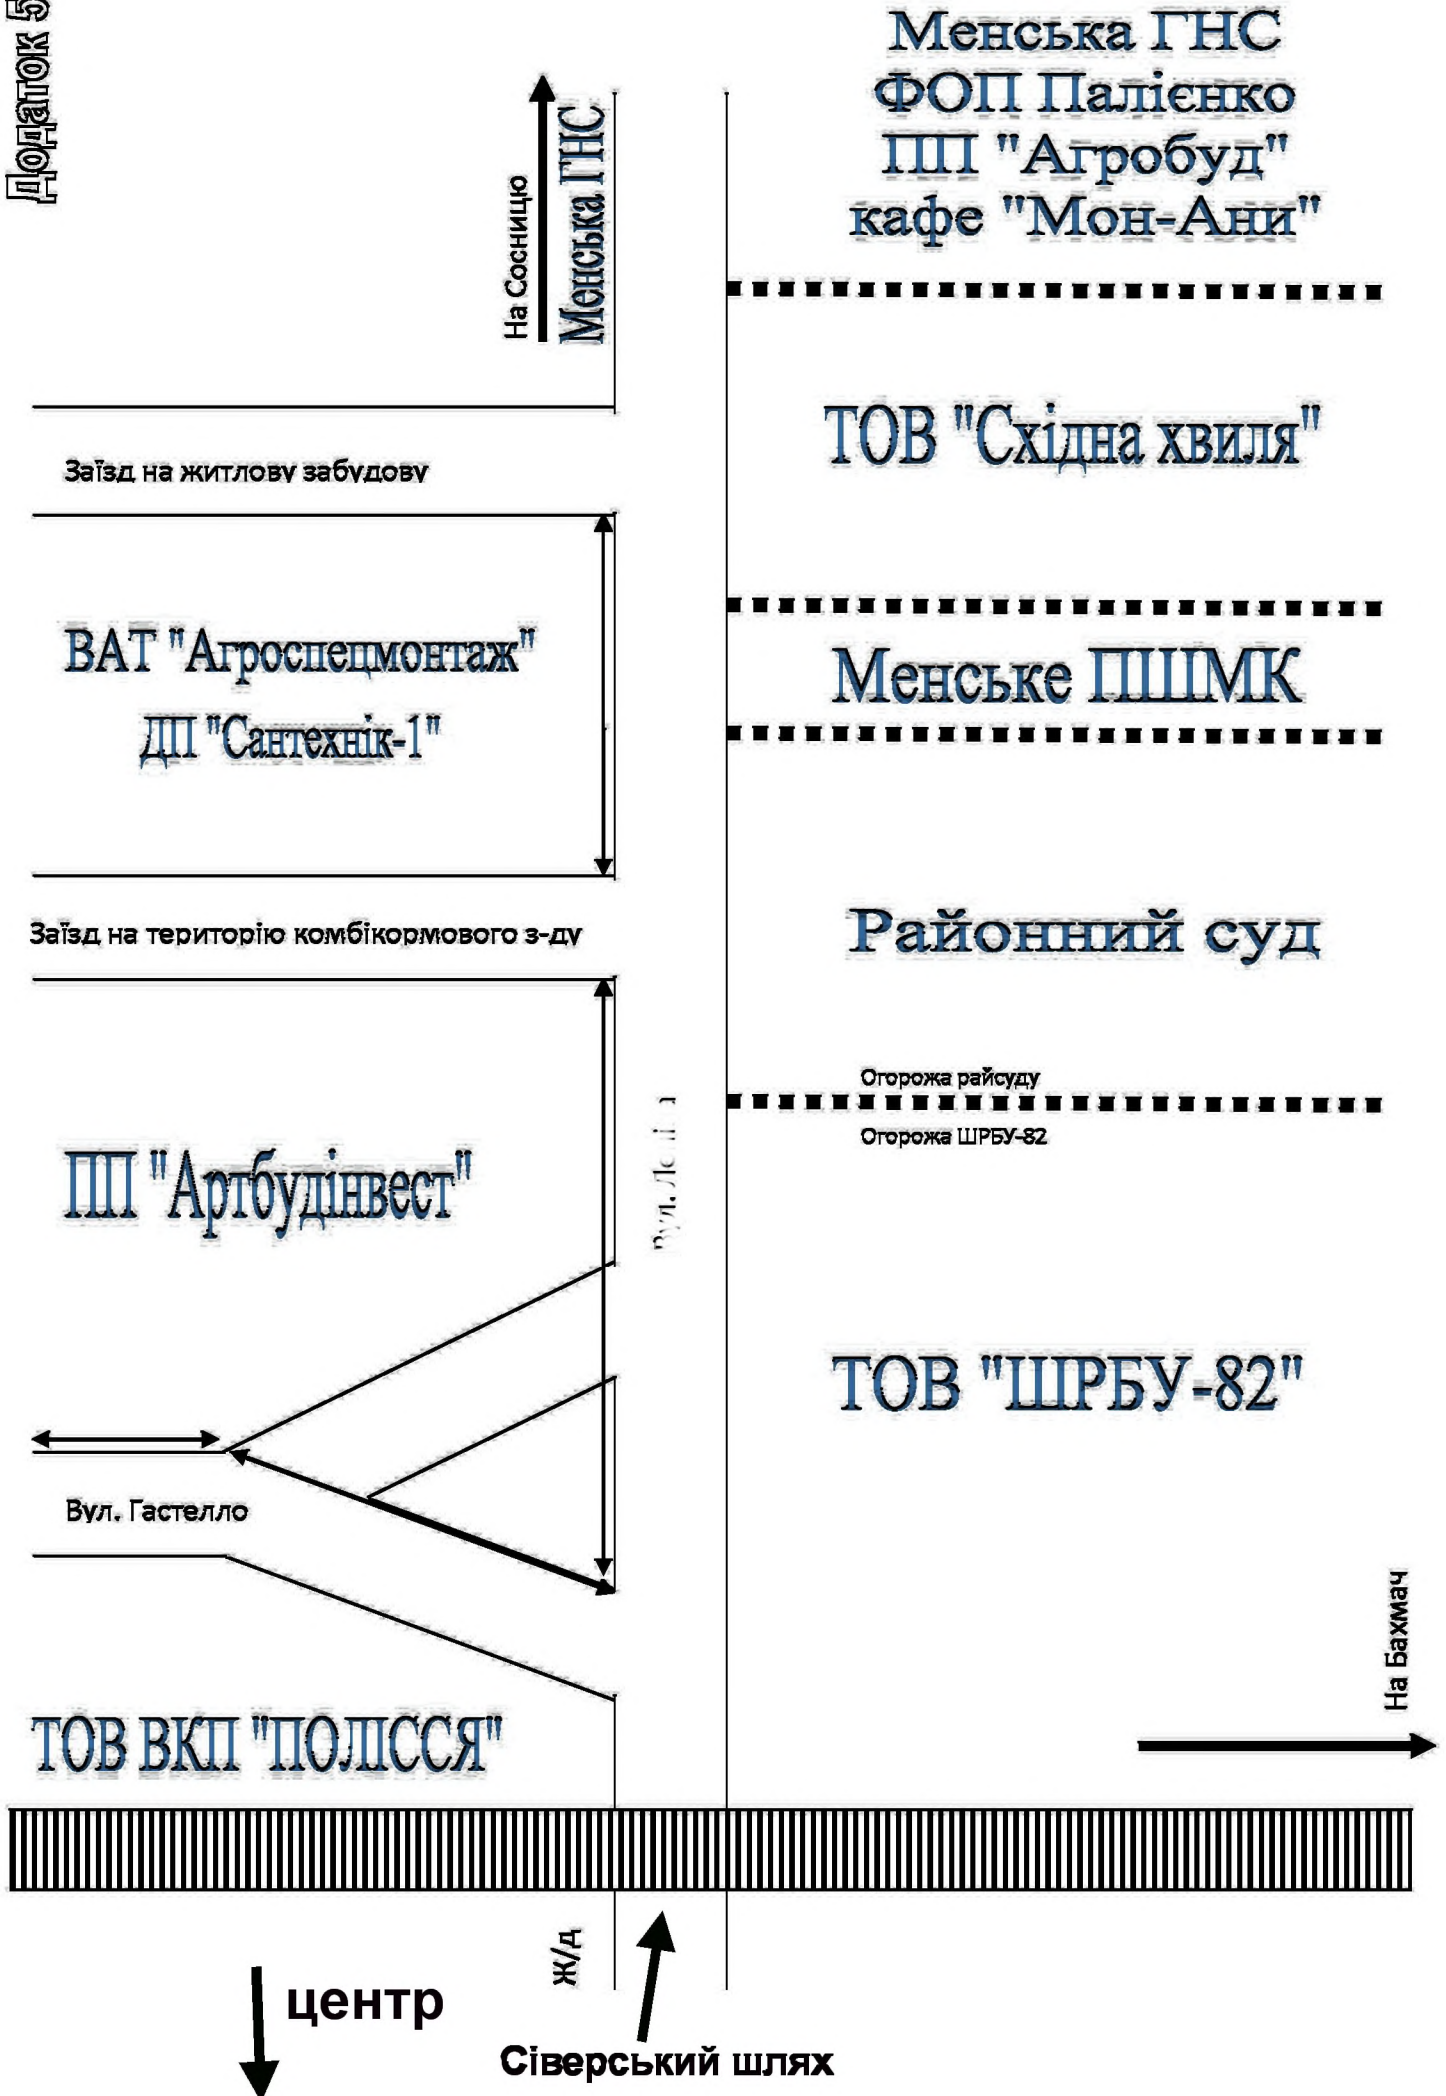 Додаток 5
Менська ГНС
ФОП Палієнко
ПП "Агробуд"
кафе "Мон-Ани"
На Сосницю
Менська ГНС
ТОВ "Східна хвиля"
Заїзд на житлову забудову
ВАТ "Агроспецмонтаж"
ДП "Сантехнік-1"
Менське ПШМК
Заїзд на територію комбікормового з-ду
Районний суд
Огорожа райсуду
Огорожа ШРБУ-82
Вул.
ПП "Артбудінвест"
ТОВ "ШРБУ-82"
Вул. Гастелло
На Бахмач
ТОВ ВКП "ПОЛІССЯ"
Ж/д
центр
Сіверський шлях